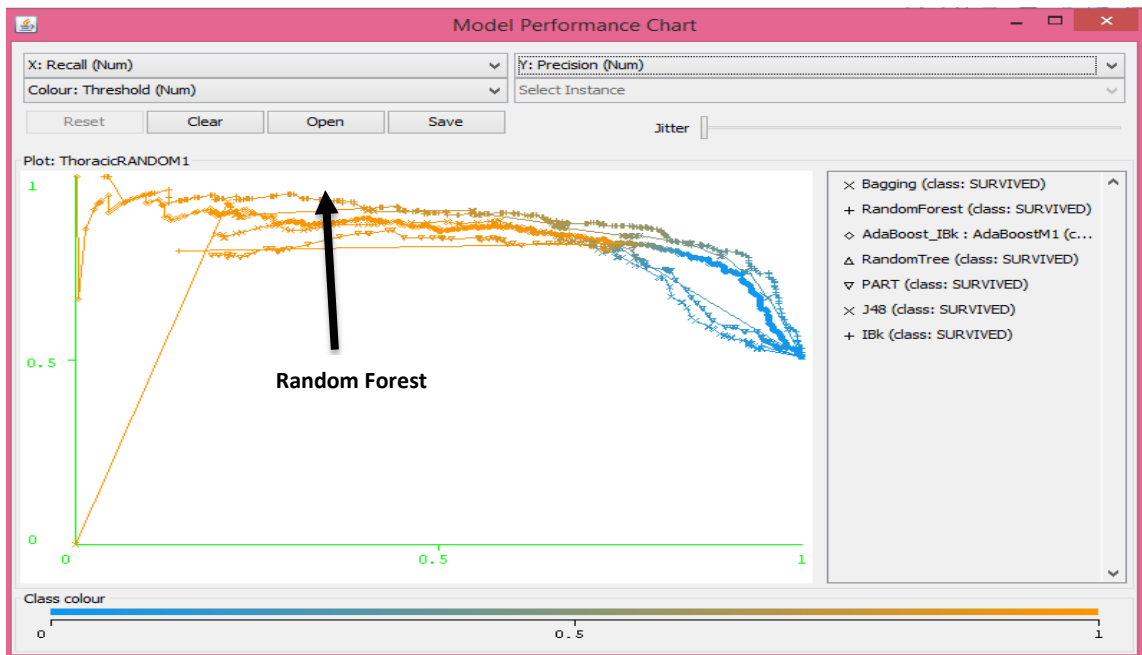 Model Performance Chart
X: Recall (Num)
Y: Precision (Num)
Colour: Threshold (Num)
Select Instance
Reset
Clear
Open
Save
Jitter
Plot: ThoracicRANDOM1
1
0.5
0
0
0.5
1
Random Forest
× Bagging (class: SURVIVED)
+ RandomForest (class: SURVIVED)
◇ AdaBoost_IBk : AdaBoostM1 (c...
△ RandomTree (class: SURVIVED)
▽ PART (class: SURVIVED)
× J48 (class: SURVIVED)
+ IBk (class: SURVIVED)
Class colour
0
0.5
1